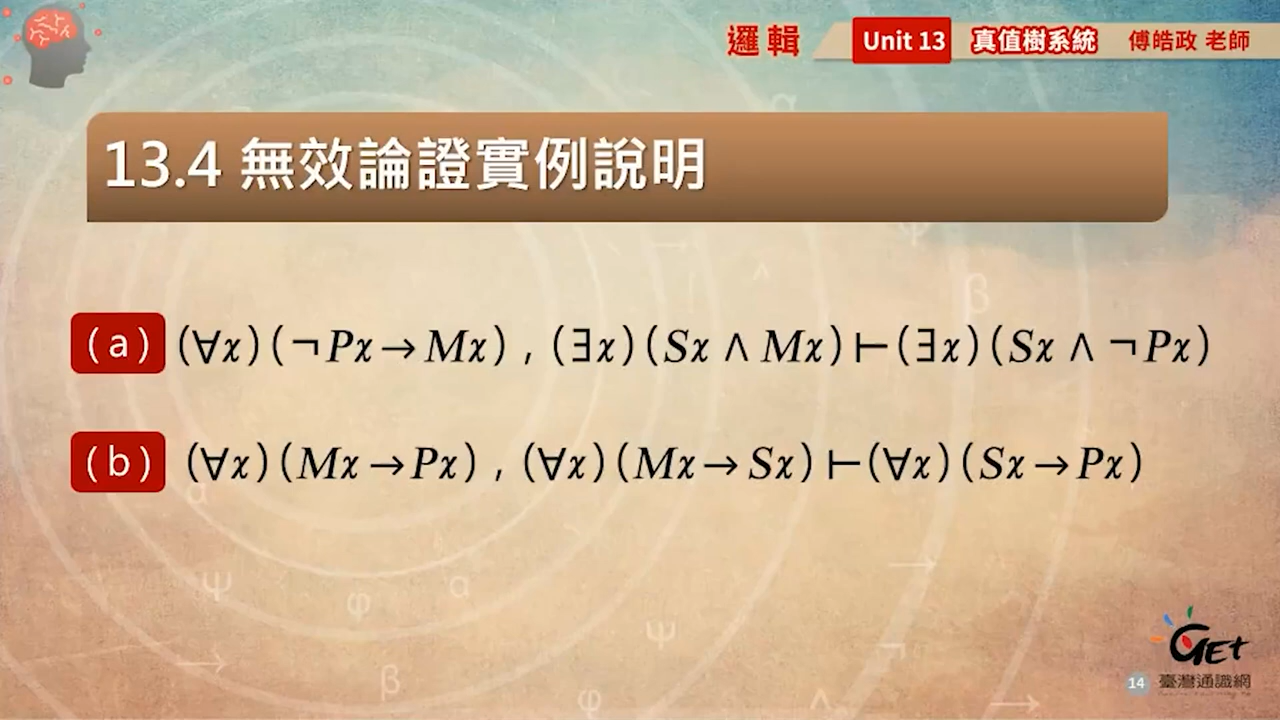 邏輯 Unit 13 真值樹系統 傅皓政 老師
13.4 無效論證實例說明
(a) (∀x)(¬Px→Mx) , (∃x)(Sx∧Mx)⊢(∃x)(Sx∧¬Px)
(b) (∀x)(Mx→Px) , (∀x)(Mx→Sx)⊢(∀x)(Sx→Px)
GET
14 臺灣通識網